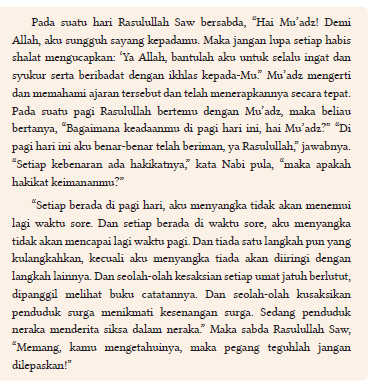 Pada suatu hari Rasulullah Saw bersabda, “Hai Mu’adz! Demi
Allah, aku sungguh sayang kepadamu. Maka jangan lupa setiap habis
shalat mengucapkan: ‘Ya Allah, bantulah aku untuk selalu ingat dan
syukur serta beribadat dengan ikhlas kepada-Mu.” Mu’adz mengerti
dan memahami ajaran tersebut dan telah menerapkannya secara tepat.
Pada suatu pagi Rasulullah bertemu dengan Mu’adz, maka beliau
bertanya, “Bagaimana keadaanmu di pagi hari ini, hai Mu’adz?” “Di
pagi hari ini aku benar-benar telah beriman, ya Rasulullah,” jawabnya.
“Setiap kebenaran ada hakikatnya,” kata Nabi pula, “maka apakah
hakikat keimananmu?”
“Setiap berada di pagi hari, aku menyangka tidak akan menemui
lagi waktu sore. Dan setiap berada di waktu sore, aku menyangka
tidak akan mencapai lagi waktu pagi. Dan tiada satu langkah pun yang
kulangkahkan, kecuali aku menyangka tiada akan diiringi dengan
langkah lainnya. Dan seolah-olah kesaksian setiap umat jatuh berlutut,
dipanggil melihat buku catatannya. Dan seolah-olah kusaksikan
penduduk surga menikmati kesenangan surga. Sedang penduduk
neraka menderita siksa dalam neraka.” Maka sabda Rasulullah Saw,
“Memang, kamu mengetahuinya, maka pegang teguhlah jangan
dilepaskan!”